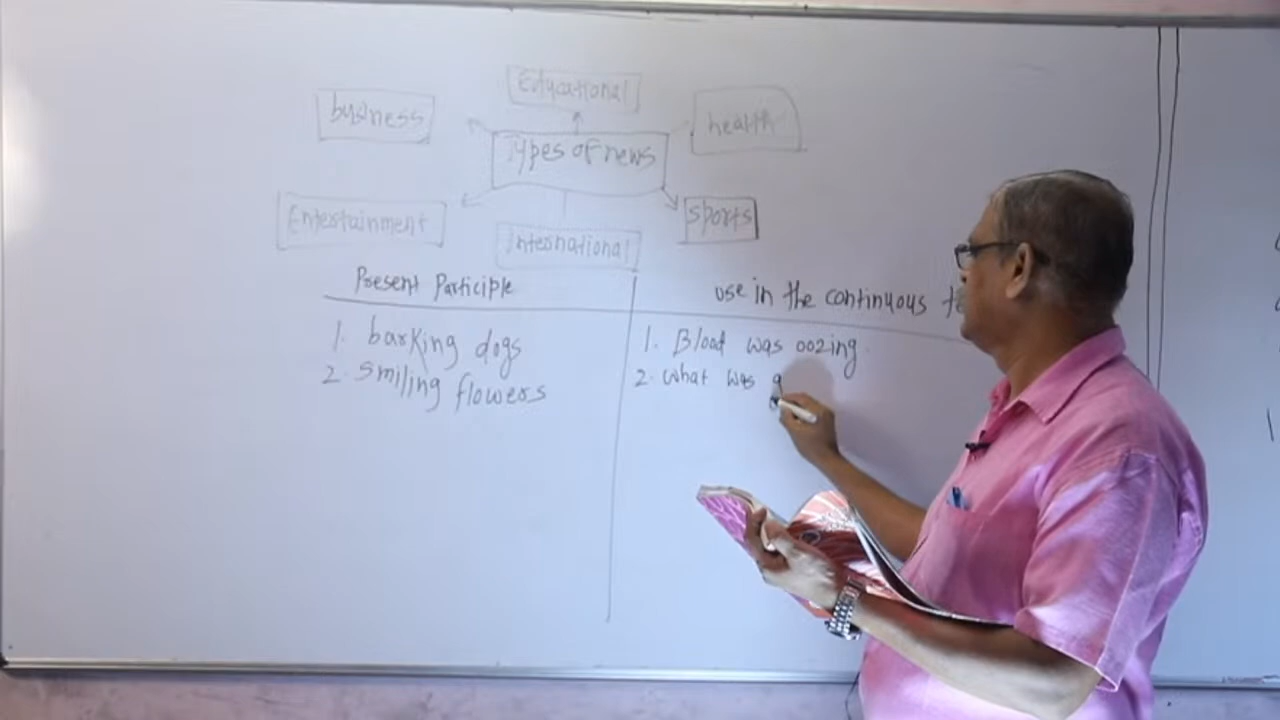 Educational
business
health
Types of news
Entertainment
sports
International
Present Participle
use in the continuous
1. barking dogs
2. smiling flowers
1. Blood was oozing.
2. what was g